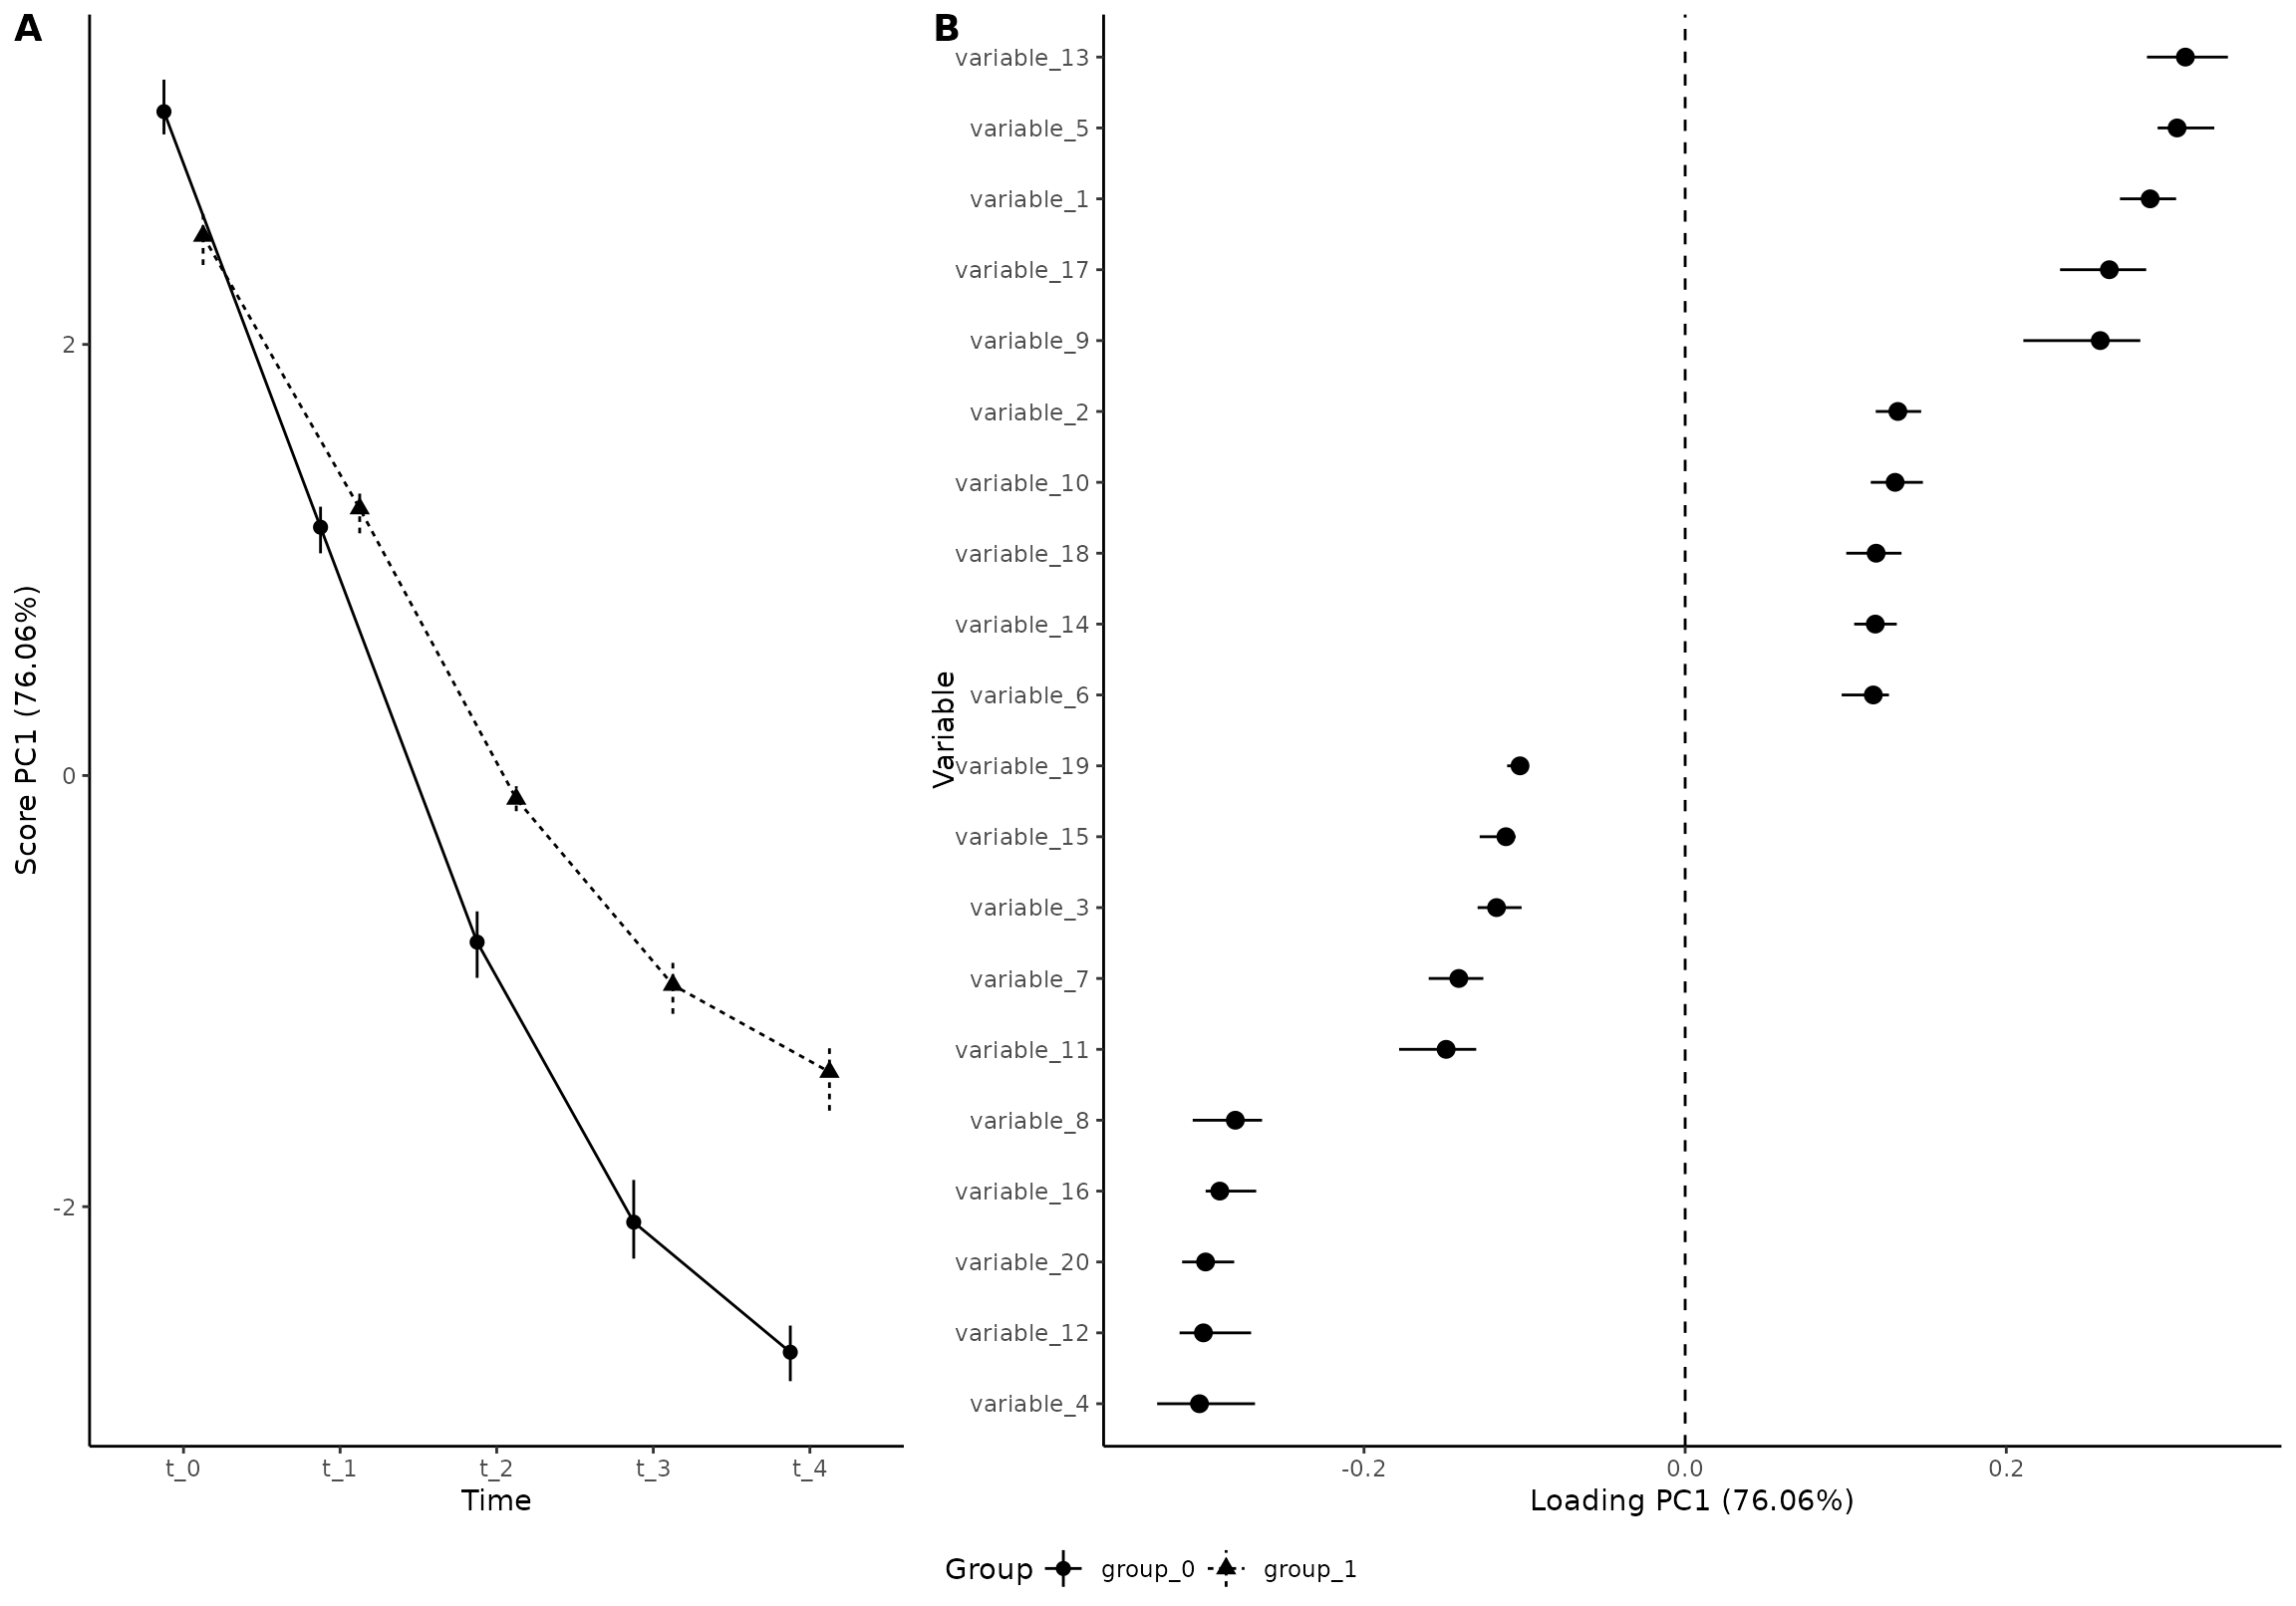 A
Score PC1 (76.06%)
2
0
-2
t_0
t_1
t_2
t_3
t_4
Time
B
Variable
variable_13
variable_5
variable_1
variable_17
variable_9
variable_2
variable_10
variable_18
variable_14
variable_6
variable_19
variable_15
variable_3
variable_7
variable_11
variable_8
variable_16
variable_20
variable_12
variable_4
-0.2
0.0
0.2
Loading PC1 (76.06%)
Group
group_0
group_1